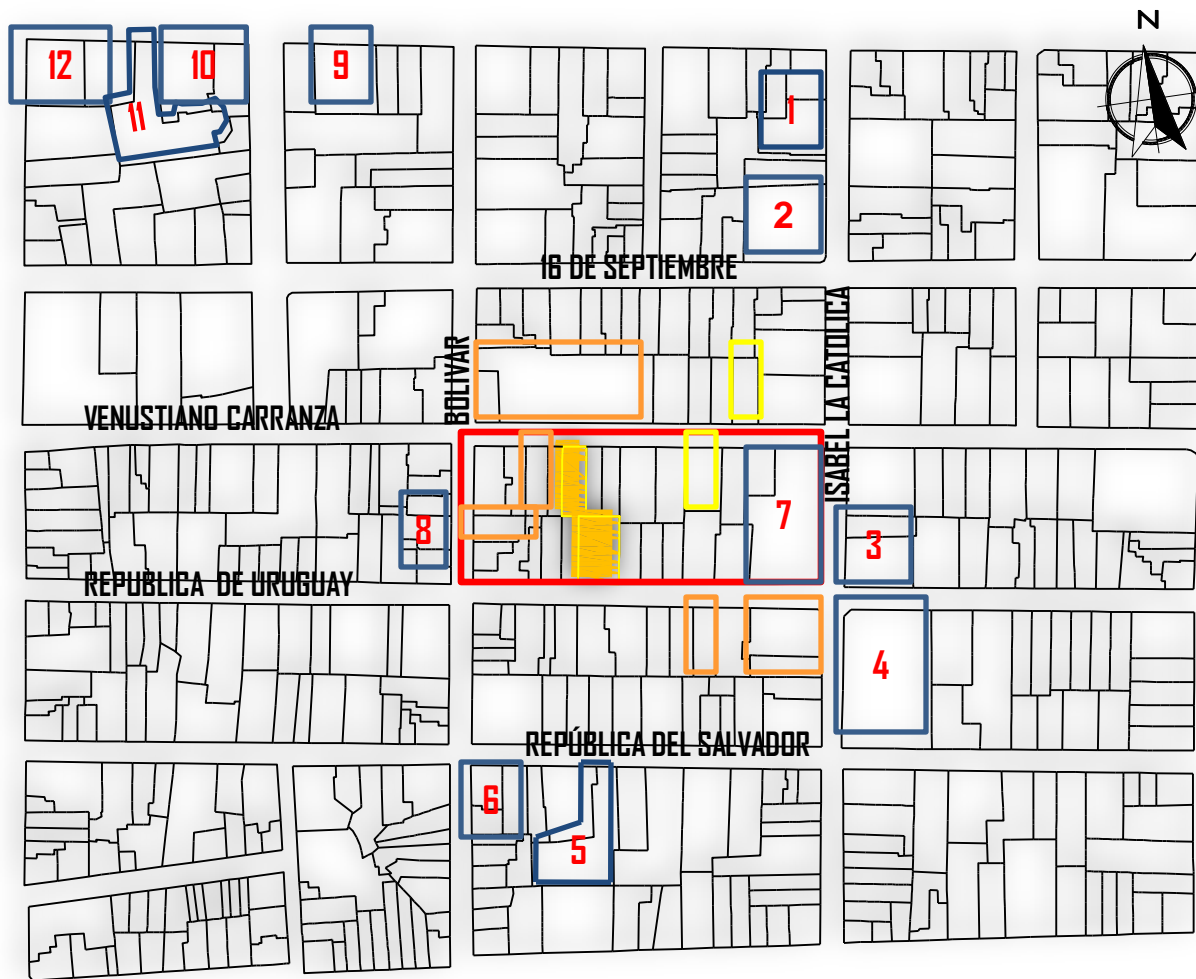 N
12
10
9
11
1
2
16 DE SEPTIEMBRE
ISABEL LA CATOLICA
BOLIVAR
VENUSTIANO CARRANZA
7
8
3
REPUBLICA DE URUGUAY
4
REPÚBLICA DEL SALVADOR
6
5